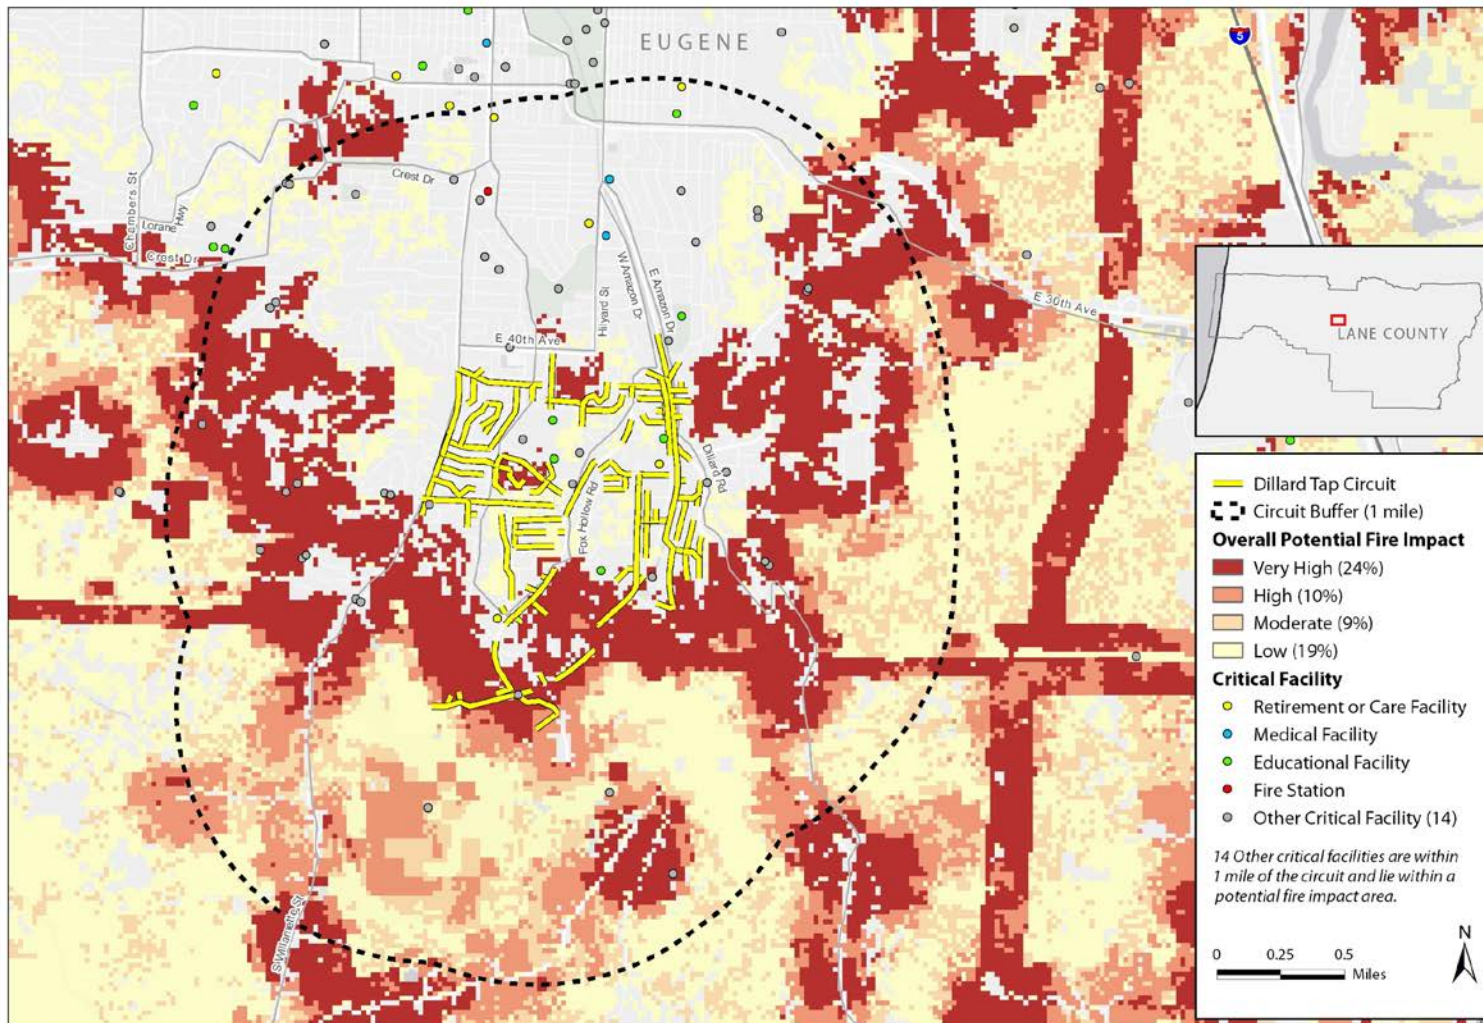 EUGENE
5
Crest Dr
Chambers St
Lorane Hwy
Crest Dr
W Amazon Dr
E Amazon Dr
Hilyard St
E 30th Ave
E 40th Ave
Dillard Rd
Fox Hollow Rd
S Willamette St
LANE COUNTY
Dillard Tap Circuit
Circuit Buffer (1 mile)
Overall Potential Fire Impact
Very High (24%)
High (10%)
Moderate (9%)
Low (19%)
Critical Facility
Retirement or Care Facility
Medical Facility
Educational Facility
Fire Station
Other Critical Facility (14)
14 Other critical facilities are within
1 mile of the circuit and lie within a
potential fire impact area.
N
0 0.25 0.5
Miles